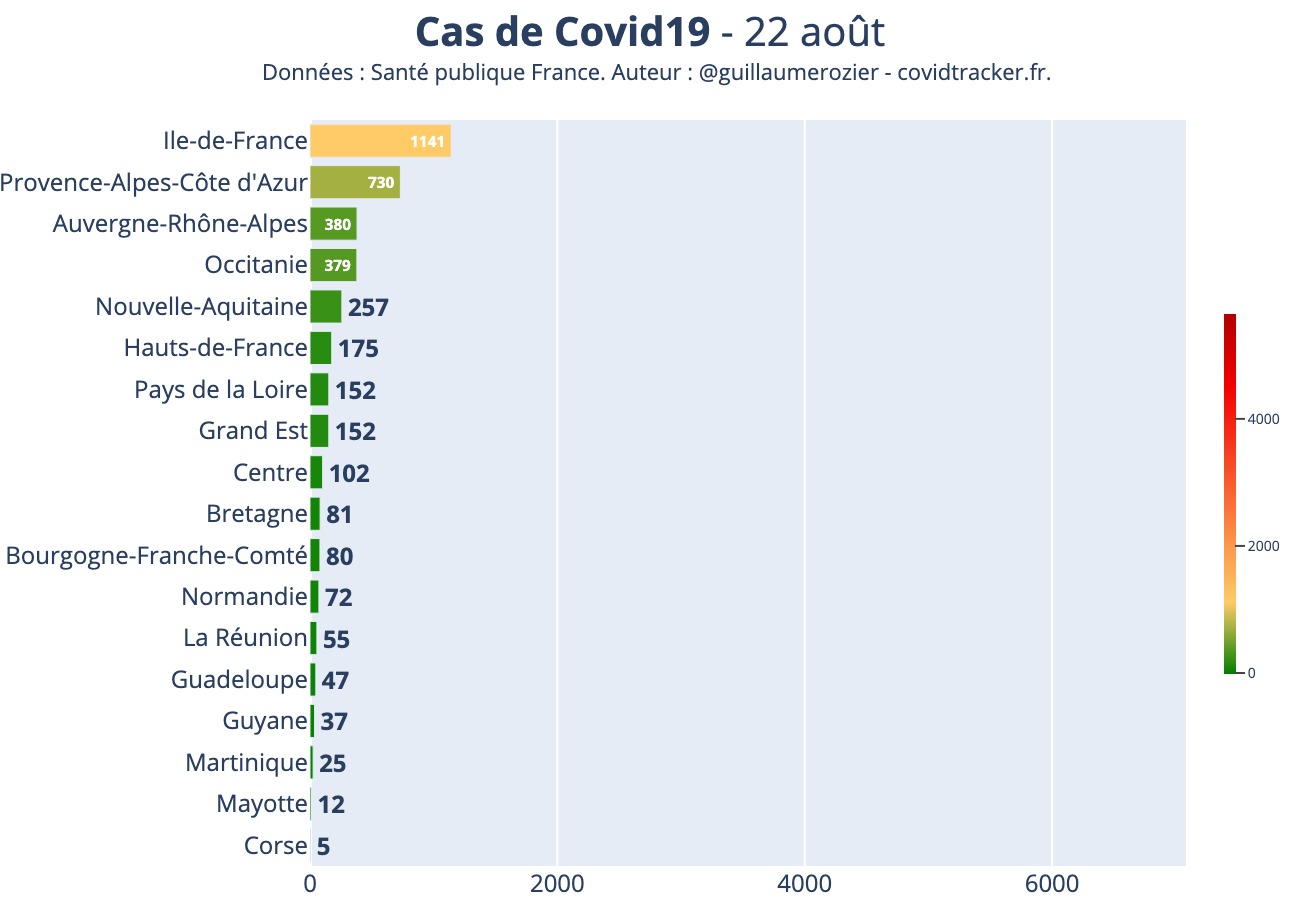 Cas de Covid19 - 22 août
Données : Santé publique France. Auteur : @guillaumerozier - covidtracker.fr.
Ile-de-France 1141
Provence-Alpes-Côte d'Azur 730
Auvergne-Rhône-Alpes 380
Occitanie 379
Nouvelle-Aquitaine 257
Hauts-de-France 175
Pays de la Loire 152
Grand Est 152
Centre 102
Bretagne 81
Bourgogne-Franche-Comté 80
Normandie 72
La Réunion 55
Guadeloupe 47
Guyane 37
Martinique 25
Mayotte 12
Corse 5
0 2000 4000 6000
4000
2000
0